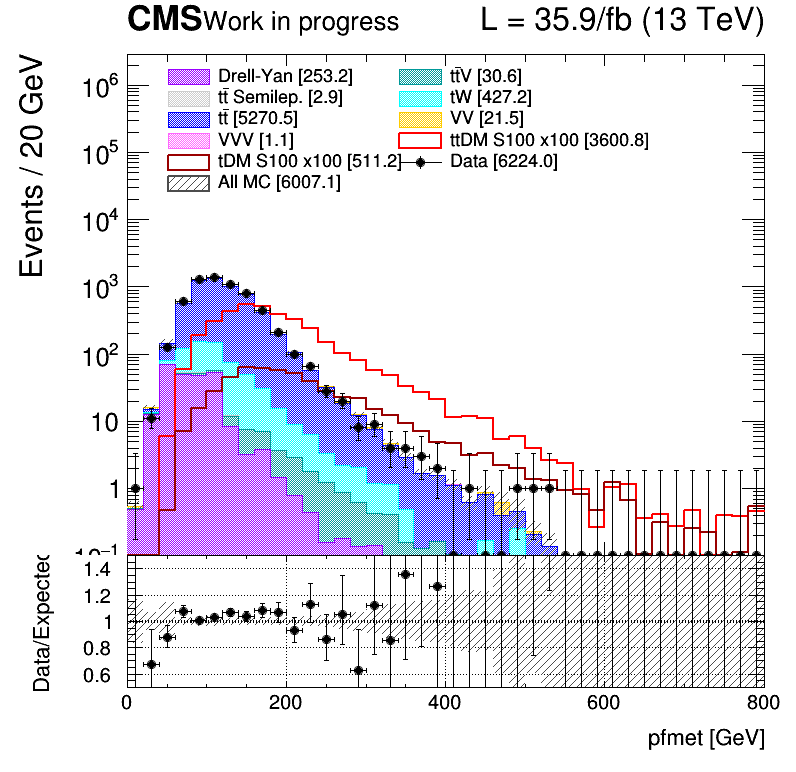 CMS Work in progress L = 35.9/fb (13 TeV)
Events / 20 GeV
Drell-Yan [253.2] tt̄V [30.6]
tt̄ Semilep. [2.9] tW [427.2]
tt̄ [5270.5] VV [21.5]
VVV [1.1] ttDM S100 x100 [3600.8]
tDM S100 x100 [511.2] Data [6224.0]
All MC [6007.1]
10⁶
10⁵
10⁴
10³
10²
10
1
10⁻¹
Data/Expected
1.4
1.2
1
0.8
0.6
0 200 400 600 800
pfmet [GeV]